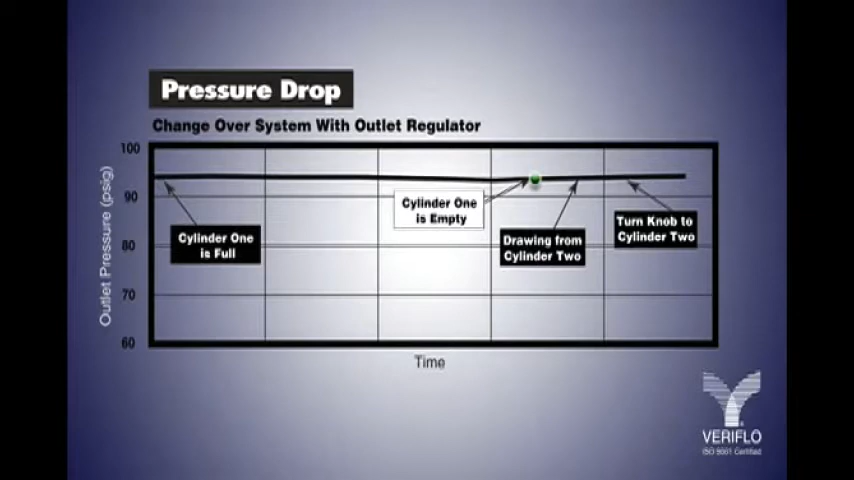 Pressure Drop
Change Over System With Outlet Regulator
100
90
80
70
60
Outlet Pressure (psig)
Cylinder One
is Full
Cylinder One
is Empty
Drawing from
Cylinder Two
Turn Knob to
Cylinder Two
Time
VERIFLO
ISO 9001 Certified